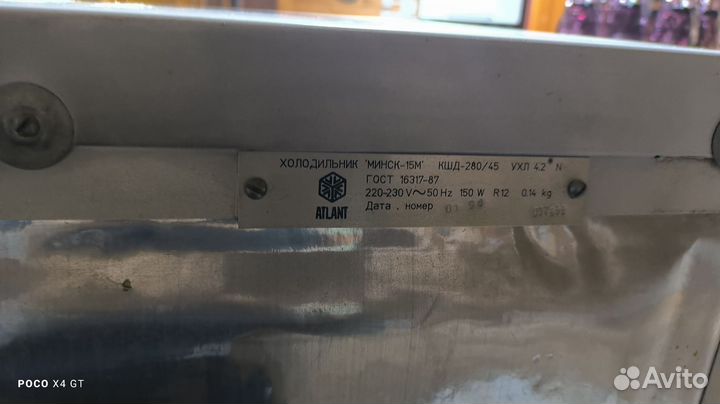 ХОЛОДИЛЬНИК "МИНСК-15М" КШД-280/45 УХЛ 4.2* N
ГОСТ 16317-87
220-230 V~50 Hz 150 W R12 0.14 kg
ATLANT
Дата . номер 01
POCO X4 GT
Avito